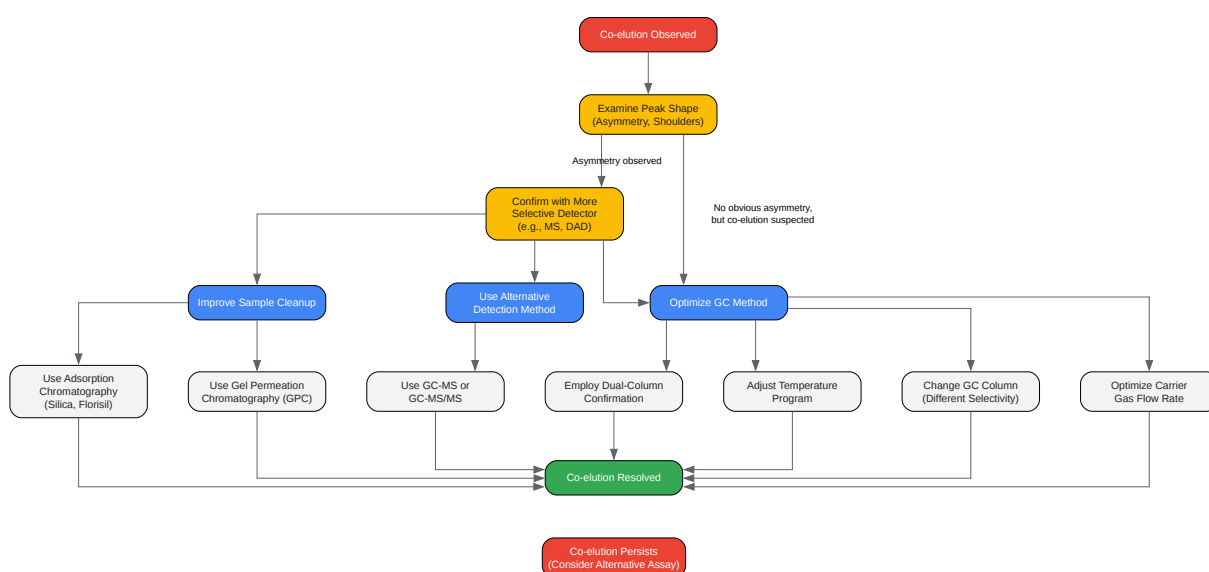 Co-elution Observed
Examine Peak Shape
(Asymmetry, Shoulders)
Asymmetry observed
Confirm with More
Selective Detector
(e.g., MS, DAD)
No obvious asymmetry,
but co-elution suspected
Improve Sample Cleanup
Use Alternative
Detection Method
Optimize GC Method
Use Adsorption
Chromatography
(Silica, Florisil)
Use Gel Permeation
Chromatography (GPC)
Use GC-MS or
GC-MS/MS
Employ Dual-Column
Confirmation
Adjust Temperature
Program
Change GC Column
(Different Selectivity)
Optimize Carrier
Gas Flow Rate
Co-elution Resolved
Co-elution Persists
(Consider Alternative Assay)